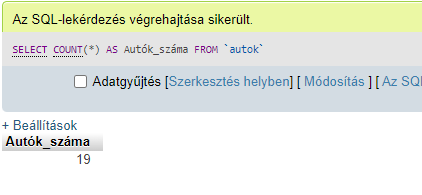 Az SQL-lekérdezés végrehajtása sikerült.
SELECT COUNT(*) AS Autók_száma FROM `autok`
Adatgyűjtés [Szerkesztés helyben] [ Módosítás ] [ Az SQL
+ Beállítások
Autók_száma
19